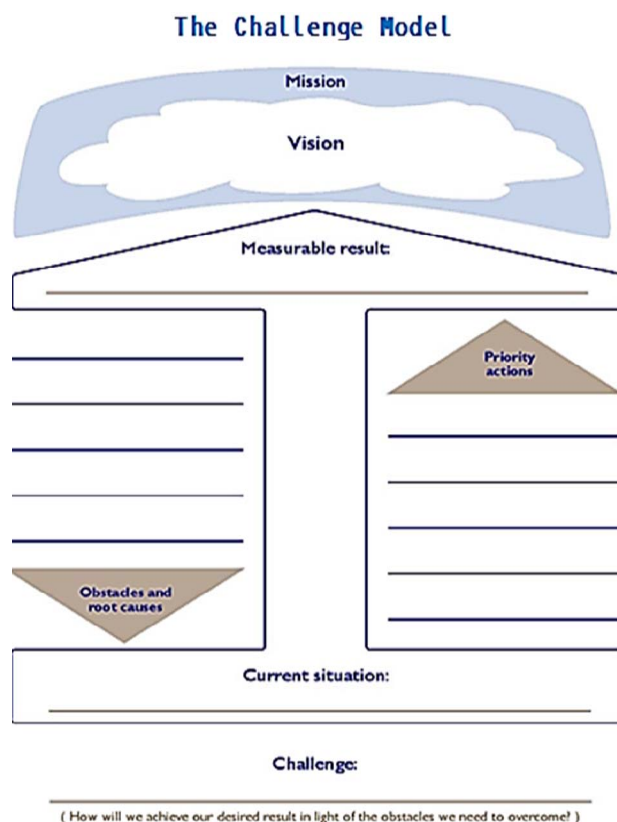 The Challenge Model
Mission
Vision
Measurable result:
Priority
actions
Obstacles and
root causes
Current situation:
Challenge:
( How will we achieve our desired result in light of the obstacles we need to overcome? )